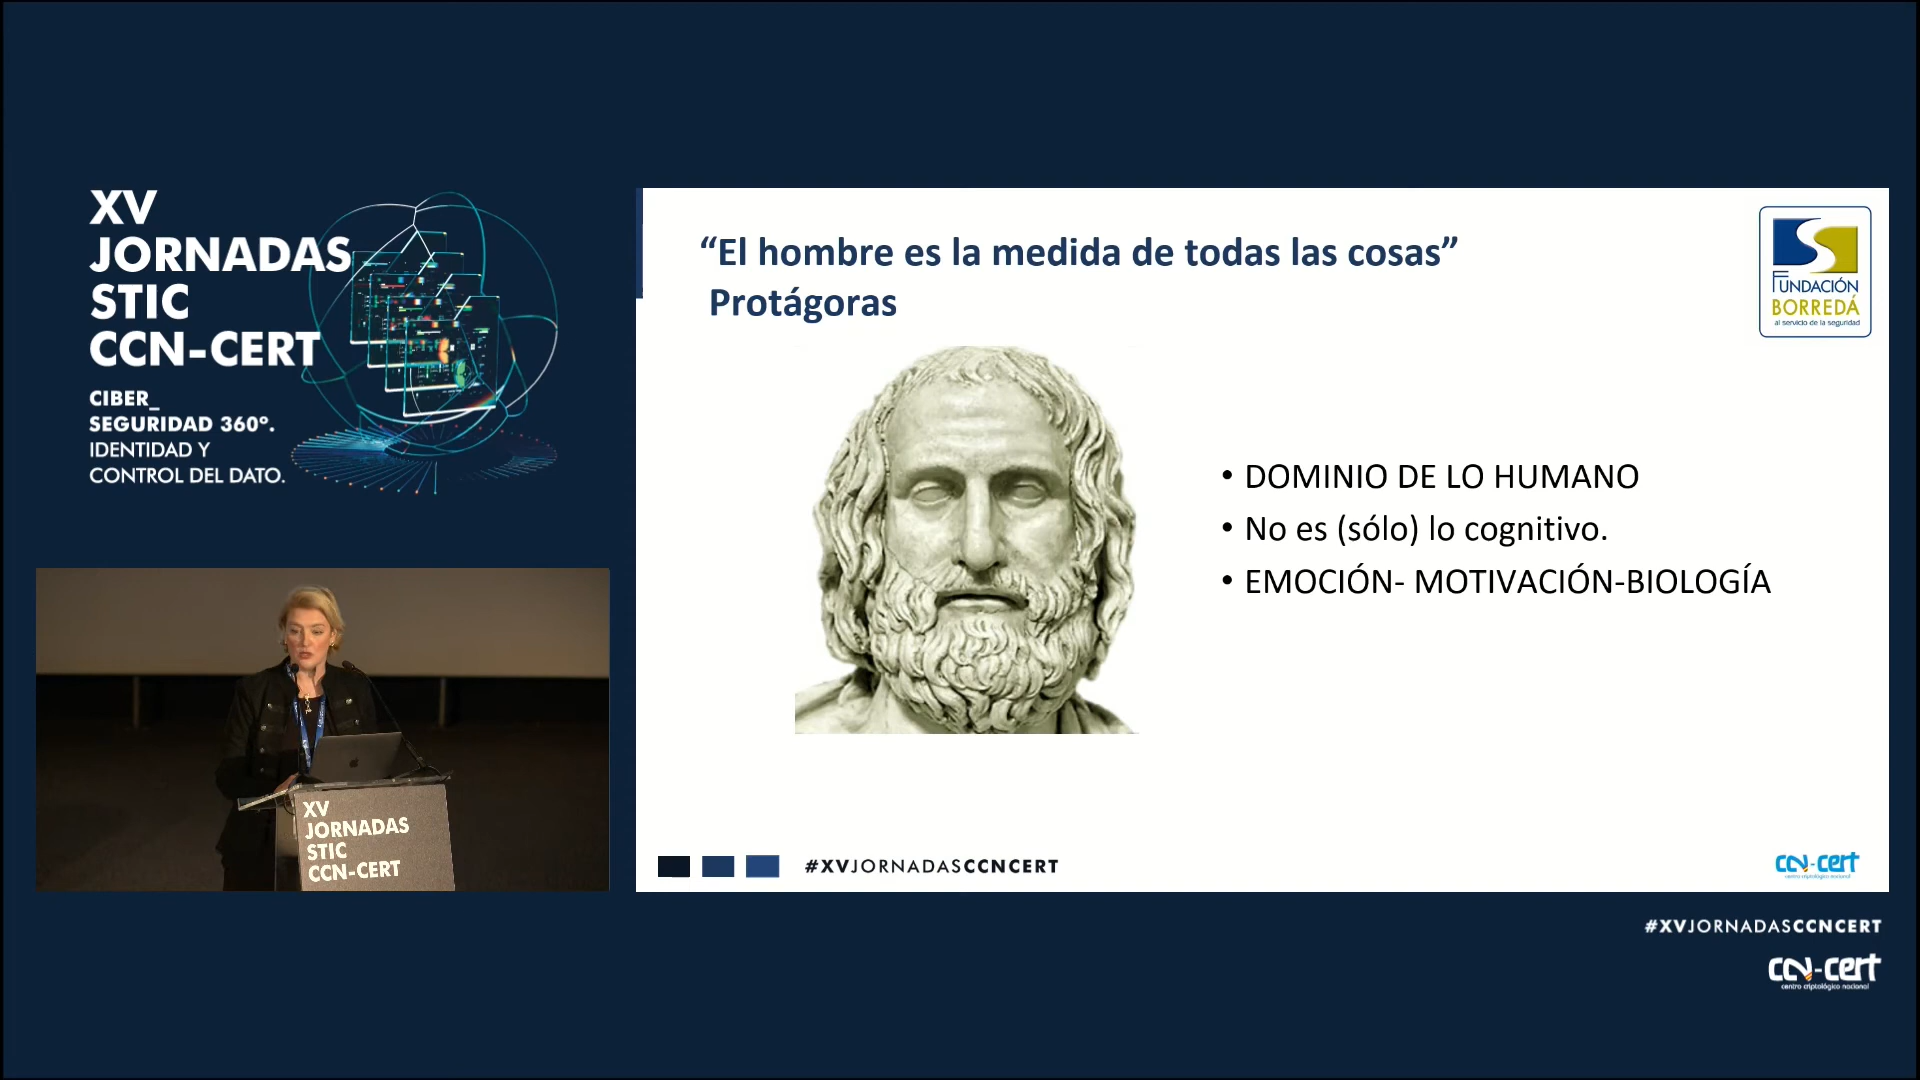 XV
JORNADAS
STIC
CCN-CERT
CIBER_
SEGURIDAD 360º.
IDENTIDAD Y
CONTROL DEL DATO.
“El hombre es la medida de todas las cosas”
Protágoras
FUNDACIÓN
BORREDÁ
al servicio de la seguridad
• DOMINIO DE LO HUMANO
• No es (sólo) lo cognitivo.
• EMOCIÓN- MOTIVACIÓN-BIOLOGÍA
XV
JORNADAS
STIC
CCN-CERT
#XVJORNADASCCNCERT
ccn-cert
centro criptológico nacional
#XVJORNADASCCNCERT
ccn-cert
centro criptológico nacional